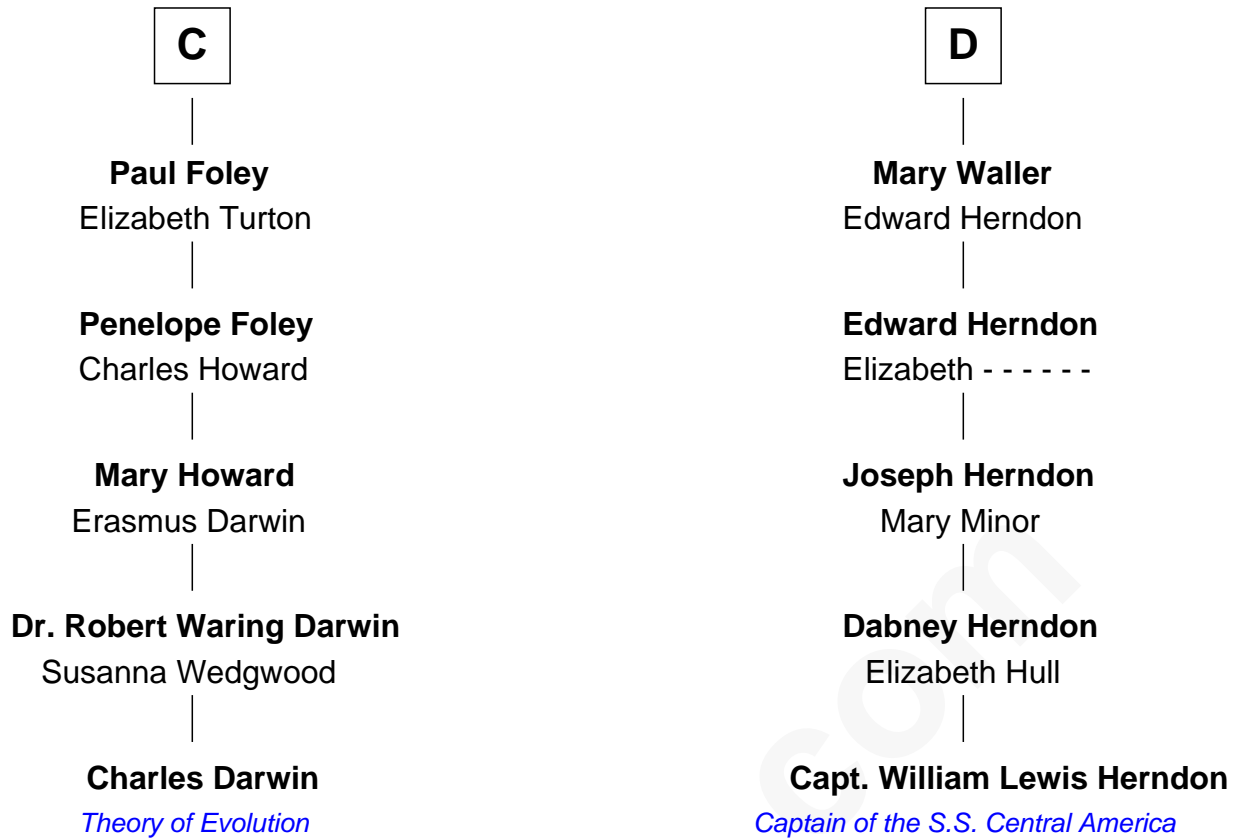 C
Paul Foley
Elizabeth Turton
Penelope Foley
Charles Howard
Mary Howard
Erasmus Darwin
Dr. Robert Waring Darwin
Susanna Wedgwood
Charles Darwin
Theory of Evolution
D
Mary Waller
Edward Herndon
Edward Herndon
Elizabeth - - - - - -
Joseph Herndon
Mary Minor
Dabney Herndon
Elizabeth Hull
Capt. William Lewis Herndon
Captain of the S.S. Central America
com